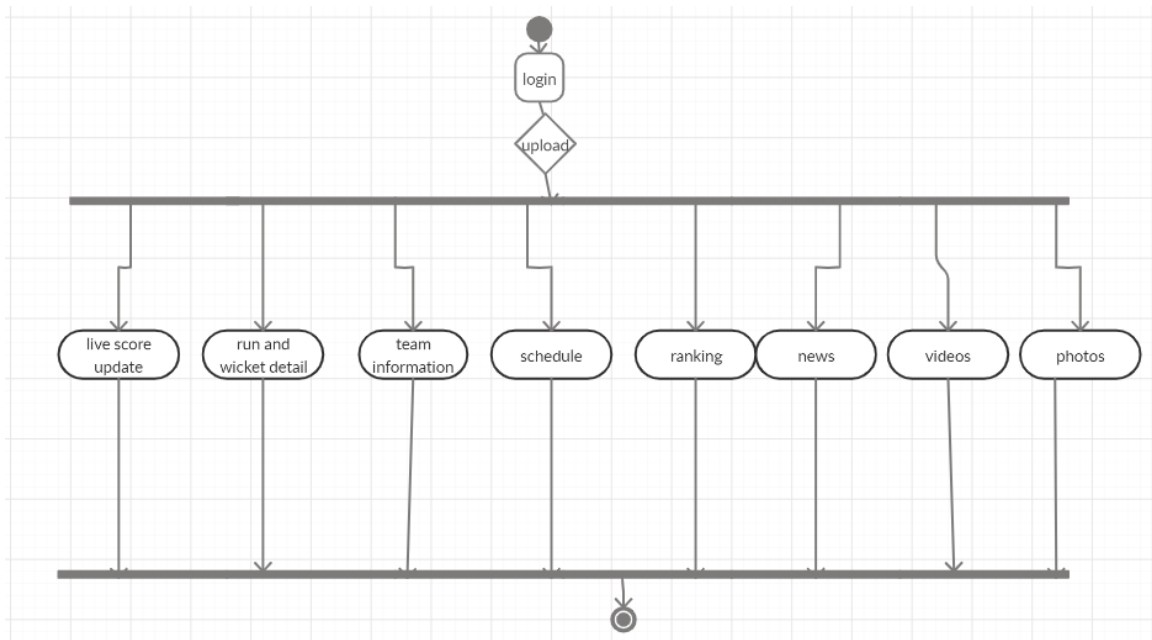 login
upload
live score
update
run and
wicket detail
team
information
schedule
ranking
news
videos
photos